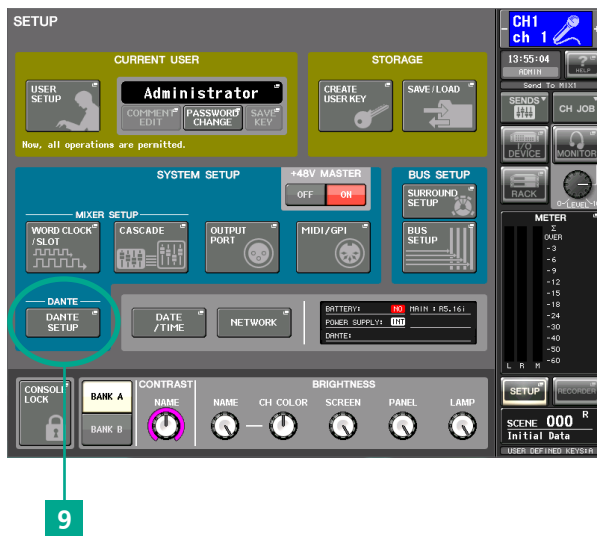 SETUP
CH1
ch 1
CURRENT USER
STORAGE
USER
SETUP
Administrator
COMMENT
EDIT
PASSWORD
CHANGE
SAVE
KEY
Now, all operations are permitted.
CREATE
USER KEY
SAVE/LOAD
13:55:04
ADMIN
?
HELP
Send To MIX1
SENDS
CH JOB
I/O
DEVICE
MONITOR
RACK
SYSTEM SETUP
+48V MASTER
OFF
ON
BUS SETUP
SURROUND
SETUP
MIXER SETUP
WORD CLOCK
/SLOT
CASCADE
OUTPUT
PORT
MIDI/GPI
BUS
SETUP
METER
Σ
OVER
-3
-6
-9
-12
-15
-18
-24
-30
-40
-50
-60
L R M
DANTE
DANTE
SETUP
DATE
/TIME
NETWORK
BATTERY: NO MAIN : R5.16i
POWER SUPPLY: INT
DANTE:
CONSOLE
LOCK
BANK A
BANK B
CONTRAST
NAME
BRIGHTNESS
NAME
CH COLOR
SCREEN
PANEL
LAMP
SETUP
RECORDER
SCENE 000 R
Initial Data
USER DEFINED KEYS:A
9